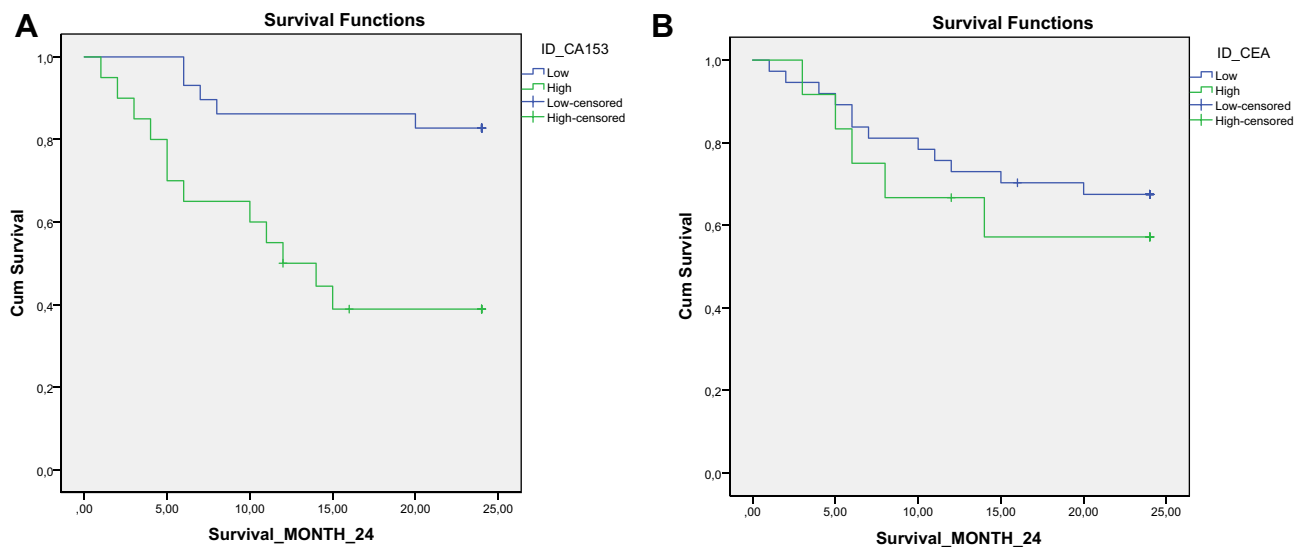 A
Survival Functions
ID_CA153
Low
High
Low-censored
High-censored
Cum Survival
1,0
0,8
0,6
0,4
0,2
0,0
,00
5,00
10,00
15,00
20,00
25,00
Survival_MONTH_24
B
Survival Functions
ID_CEA
Low
High
Low-censored
High-censored
Cum Survival
1,0
0,8
0,6
0,4
0,2
0,0
,00
5,00
10,00
15,00
20,00
25,00
Survival_MONTH_24